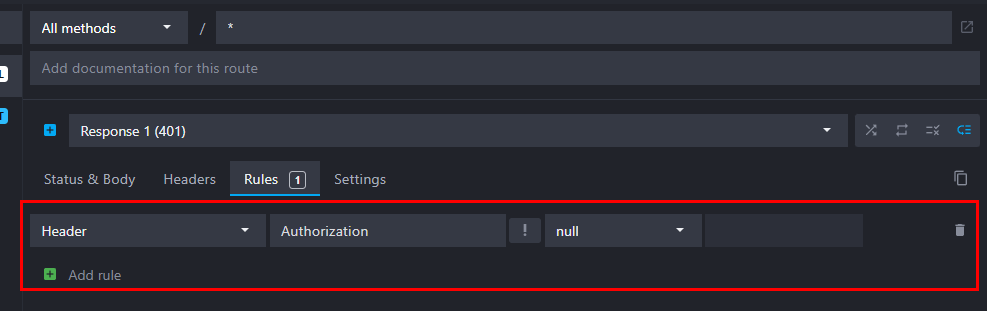 All methods / *
Add documentation for this route
Response 1 (401)
Status & Body Headers Rules 1 Settings
Header Authorization ! null
Add rule